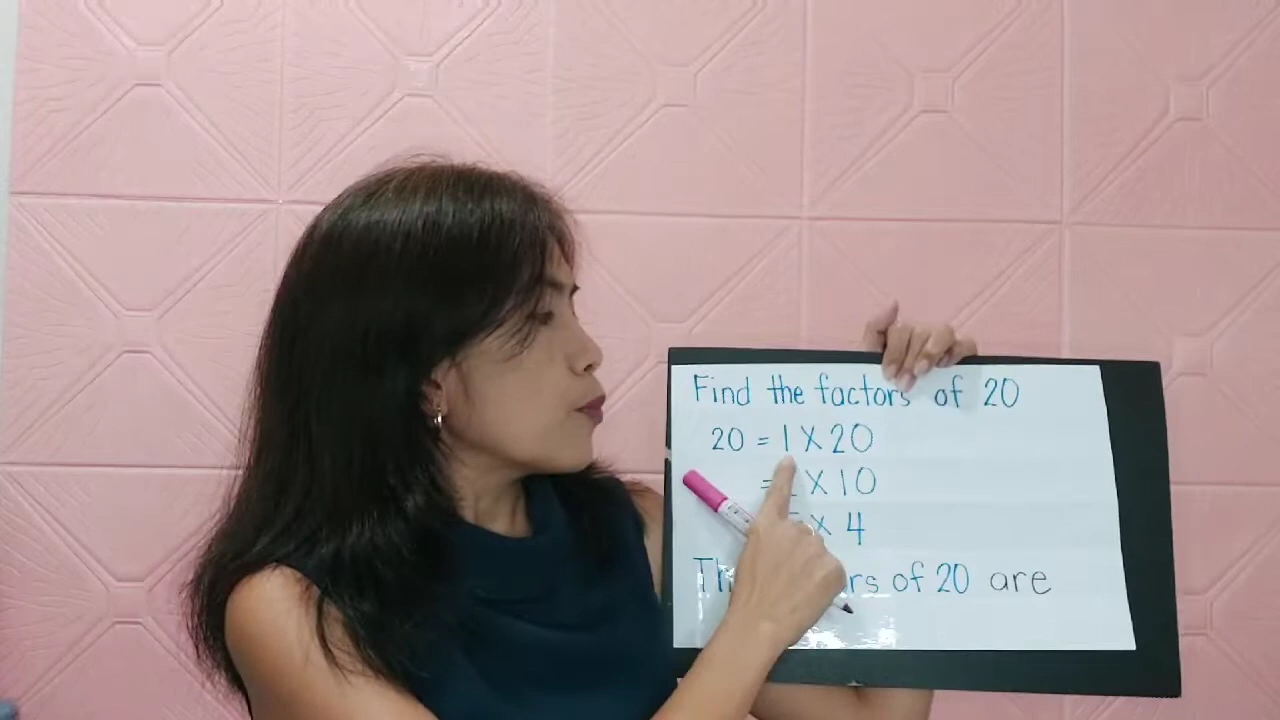 Find the factors of 20
20 = 1 X 20
= X 10
X 4
of 20 are